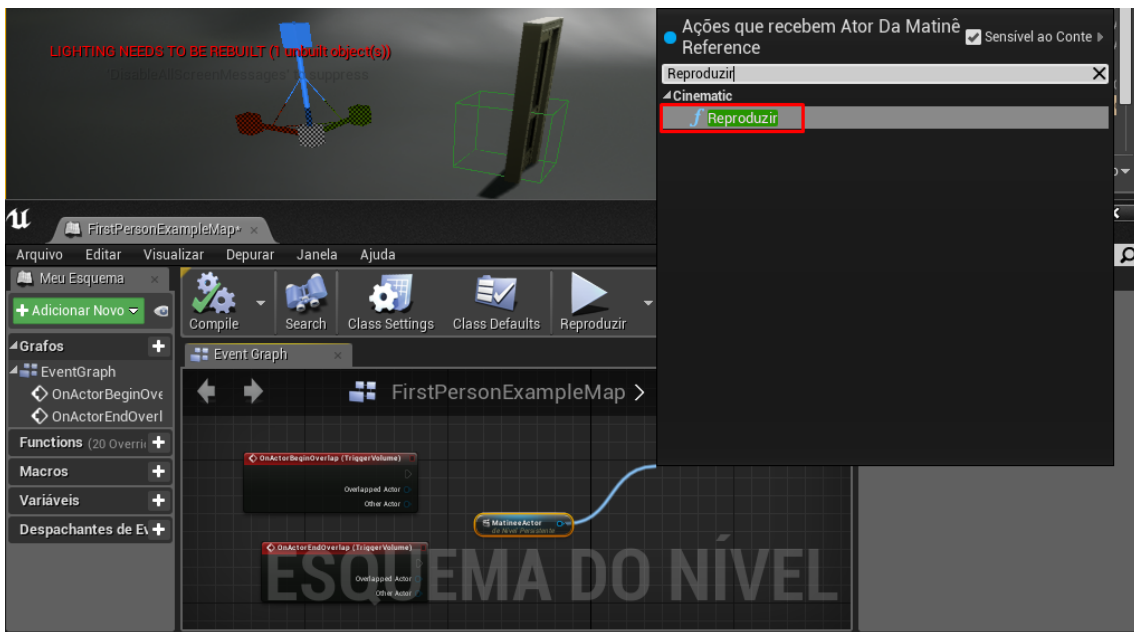 LIGHTING NEEDS TO BE REBUILT (1 unbuilt object(s))
'DisableAllScreenMessages' to suppress
Ações que recebem Ator Da Matinê
Reference
Sensível ao Conte
Reproduzir
Cinematic
f Reproduzir
FirstPersonExampleMap*
Arquivo Editar Visualizar Depurar Janela Ajuda
Meu Esquema
Adicionar Novo
Compile Search Class Settings Class Defaults Reproduzir
Grafos
EventGraph
OnActorBeginOve
OnActorEndOverl
Functions (20 Overri
Macros
Variáveis
Despachantes de Ev
Event Graph
FirstPersonExampleMap >
OnActorBeginOverlap (TriggerVolume)
Overlapped Actor
Other Actor
MatineeActor
de Nível Persistente
OnActorEndOverlap (TriggerVolume)
Overlapped Actor
Other Actor
ESQUEMA DO NÍVEL